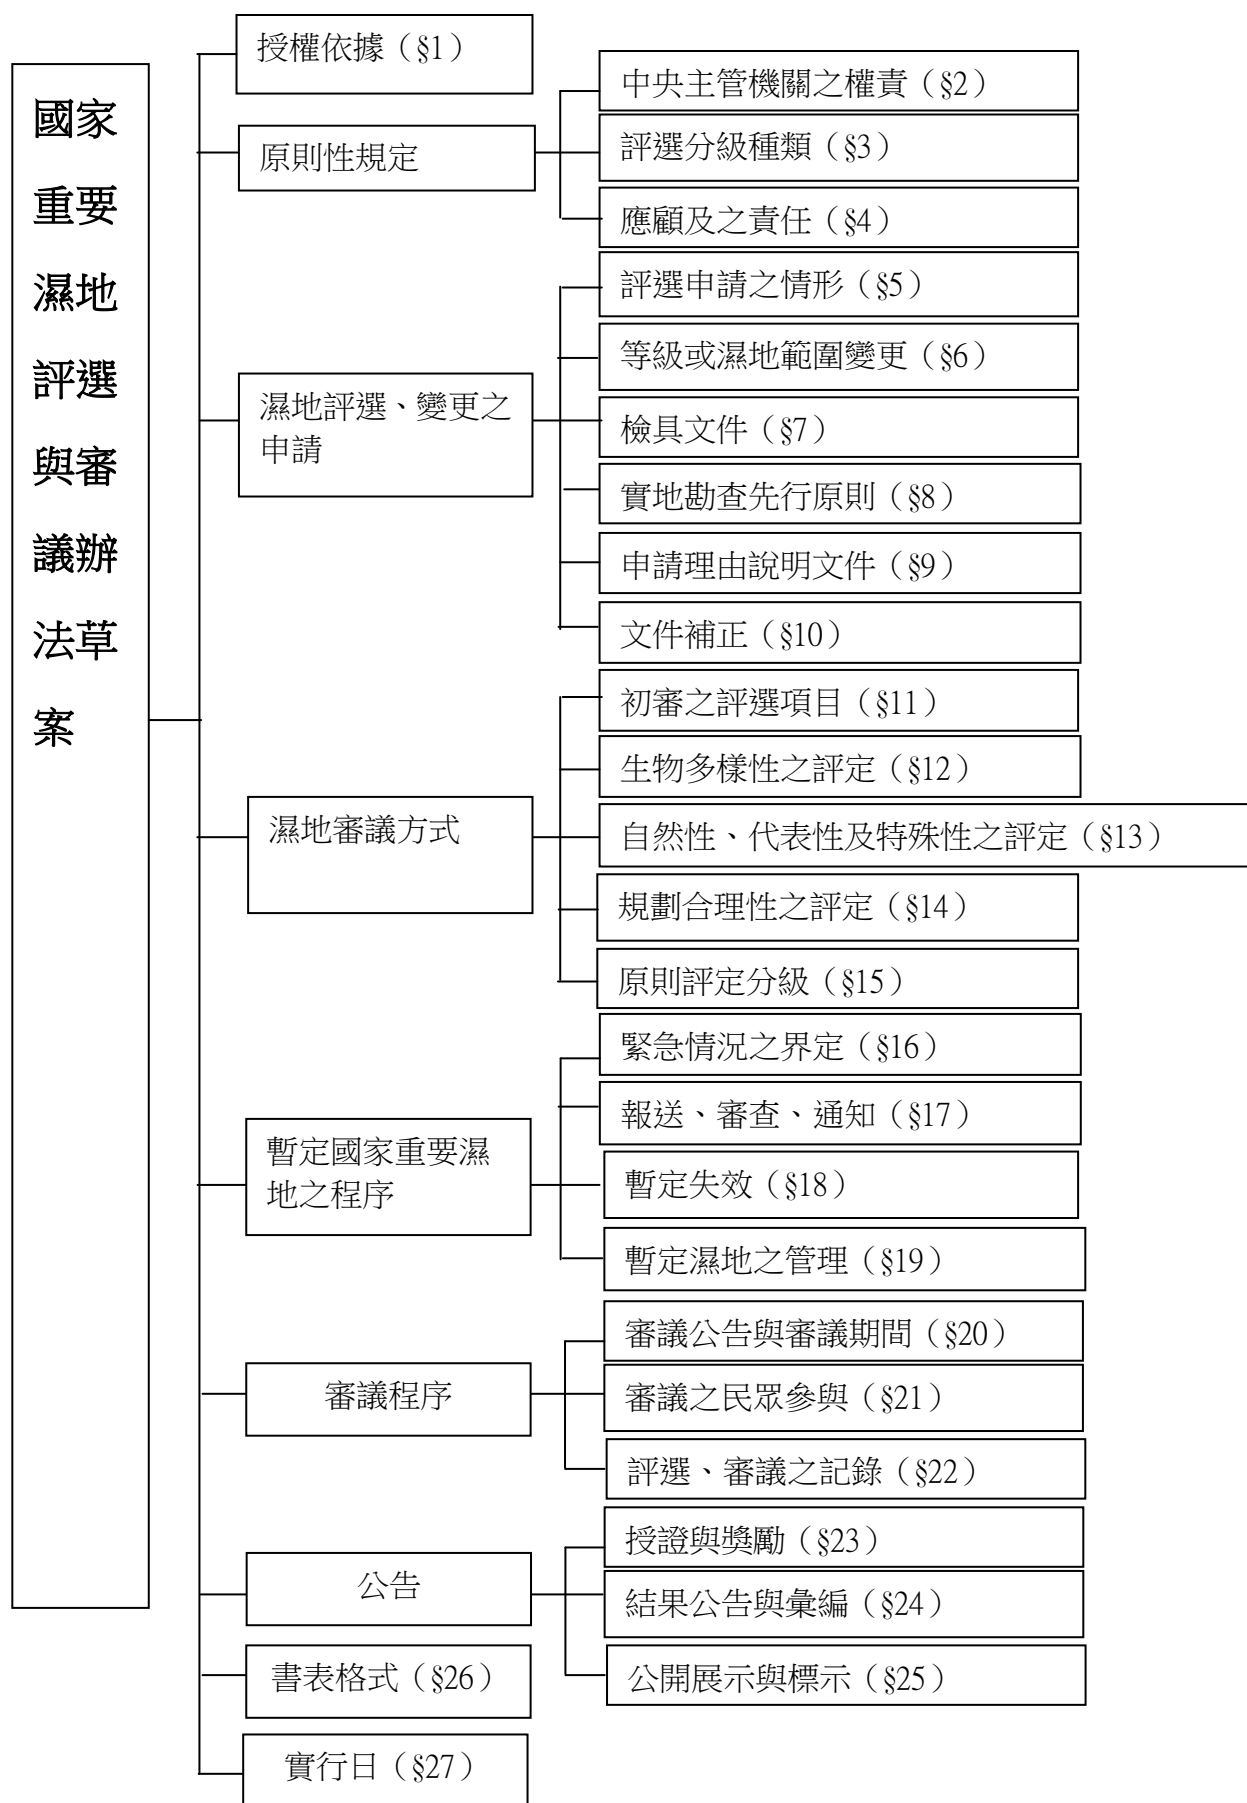 國家
重要
濕地
評選
與審
議辦
法草
案
授權依據（§1）
原則性規定
中央主管機關之權責（§2）
評選分級種類（§3）
應顧及之責任（§4）
濕地評選、變更之
申請
評選申請之情形（§5）
等級或濕地範圍變更（§6）
檢具文件（§7）
實地勘查先行原則（§8）
申請理由說明文件（§9）
文件補正（§10）
濕地審議方式
初審之評選項目（§11）
生物多樣性之評定（§12）
自然性、代表性及特殊性之評定（§13）
規劃合理性之評定（§14）
原則評定分級（§15）
暫定國家重要濕
地之程序
緊急情況之界定（§16）
報送、審查、通知（§17）
暫定失效（§18）
暫定濕地之管理（§19）
審議程序
審議公告與審議期間（§20）
審議之民眾參與（§21）
評選、審議之記錄（§22）
公告
授證與獎勵（§23）
結果公告與彙編（§24）
公開展示與標示（§25）
書表格式（§26）
實行日（§27）